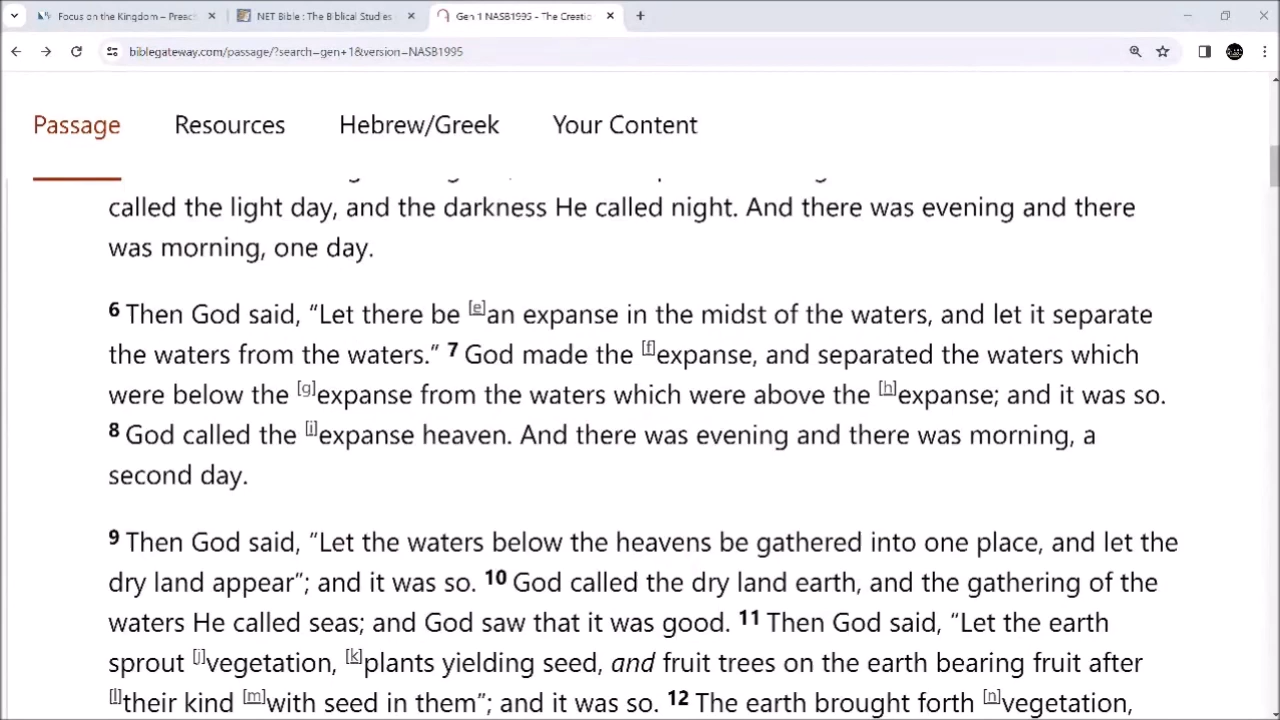 Focus on the Kingdom – Preach
NET Bible : The Biblical Studies
Gen 1 NASB1995 - The Creatio
biblegateway.com/passage/?search=gen+1&version=NASB1995
Passage Resources Hebrew/Greek Your Content
called the light day, and the darkness He called night. And there was evening and there
was morning, one day.
6 Then God said, “Let there be [e]an expanse in the midst of the waters, and let it separate
the waters from the waters.” 7 God made the [f]expanse, and separated the waters which
were below the [g]expanse from the waters which were above the [h]expanse; and it was so.
8 God called the [i]expanse heaven. And there was evening and there was morning, a
second day.
9 Then God said, “Let the waters below the heavens be gathered into one place, and let the
dry land appear”; and it was so. 10 God called the dry land earth, and the gathering of the
waters He called seas; and God saw that it was good. 11 Then God said, “Let the earth
sprout [j]vegetation, [k]plants yielding seed, and fruit trees on the earth bearing fruit after
[l]their kind [m]with seed in them”; and it was so. 12 The earth brought forth [n]vegetation,